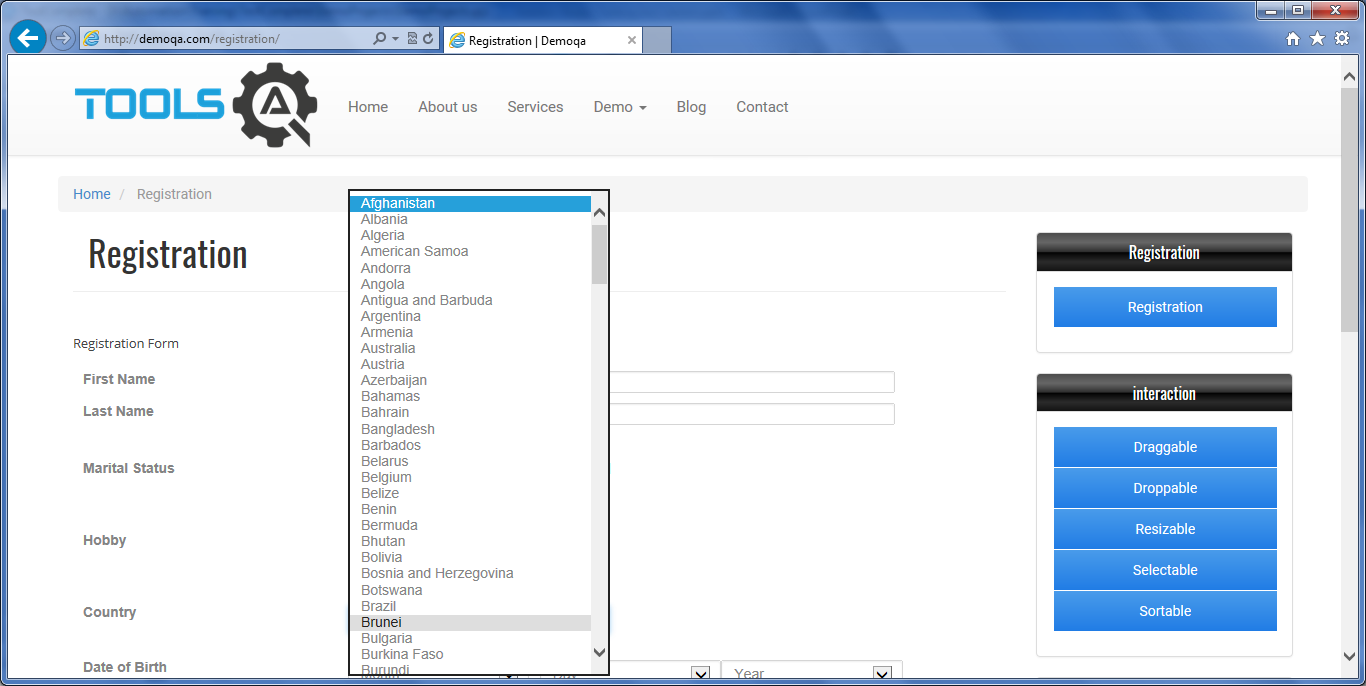 http://demoqa.com/registration/
Registration | Demoqa
TOOLS QA
Home About us Services Demo Blog Contact
Home / Registration
Registration
Registration Form
First Name
Last Name
Marital Status
Hobby
Country
Date of Birth
Afghanistan
Albania
Algeria
American Samoa
Andorra
Angola
Antigua and Barbuda
Argentina
Armenia
Australia
Austria
Azerbaijan
Bahamas
Bahrain
Bangladesh
Barbados
Belarus
Belgium
Belize
Benin
Bermuda
Bhutan
Bolivia
Bosnia and Herzegovina
Botswana
Brazil
Brunei
Bulgaria
Burkina Faso
Burundi
Year
Registration
Registration
interaction
Draggable
Droppable
Resizable
Selectable
Sortable